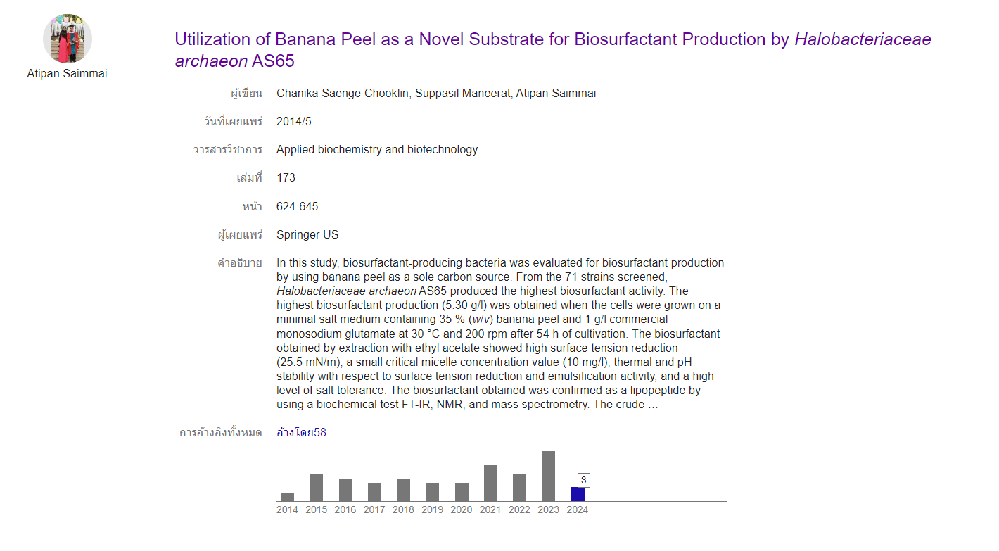 Atipan Saimmai
Utilization of Banana Peel as a Novel Substrate for Biosurfactant Production by Halobacteriaceae
archaeon AS65
ผู้เขียน Chanika Saenge Chooklin, Suppasil Maneerat, Atipan Saimmai
วันที่เผยแพร่ 2014/5
วารสารวิชาการ Applied biochemistry and biotechnology
เล่มที่ 173
หน้า 624-645
ผู้เผยแพร่ Springer US
คำอธิบาย In this study, biosurfactant-producing bacteria was evaluated for biosurfactant production
by using banana peel as a sole carbon source. From the 71 strains screened,
Halobacteriaceae archaeon AS65 produced the highest biosurfactant activity. The
highest biosurfactant production (5.30 g/l) was obtained when the cells were grown on a
minimal salt medium containing 35 % (w/v) banana peel and 1 g/l commercial
monosodium glutamate at 30 °C and 200 rpm after 54 h of cultivation. The biosurfactant
obtained by extraction with ethyl acetate showed high surface tension reduction
(25.5 mN/m), a small critical micelle concentration value (10 mg/l), thermal and pH
stability with respect to surface tension reduction and emulsification activity, and a high
level of salt tolerance. The biosurfactant obtained was confirmed as a lipopeptide by
using a biochemical test FT-IR, NMR, and mass spectrometry. The crude …
การอ้างอิงทั้งหมด อ้างโดย58
3
2014 2015 2016 2017 2018 2019 2020 2021 2022 2023 2024